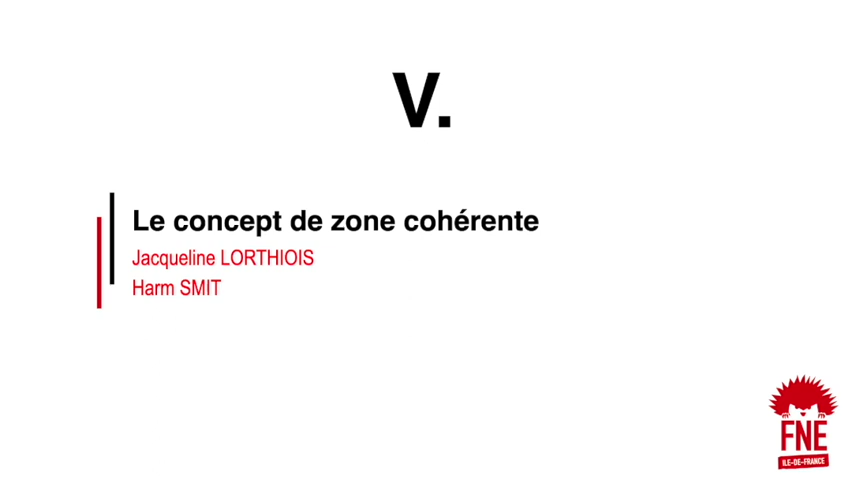 V.
Le concept de zone cohérente
Jacqueline LORTHIOIS
Harm SMIT
FNE
ILE-DE-FRANCE